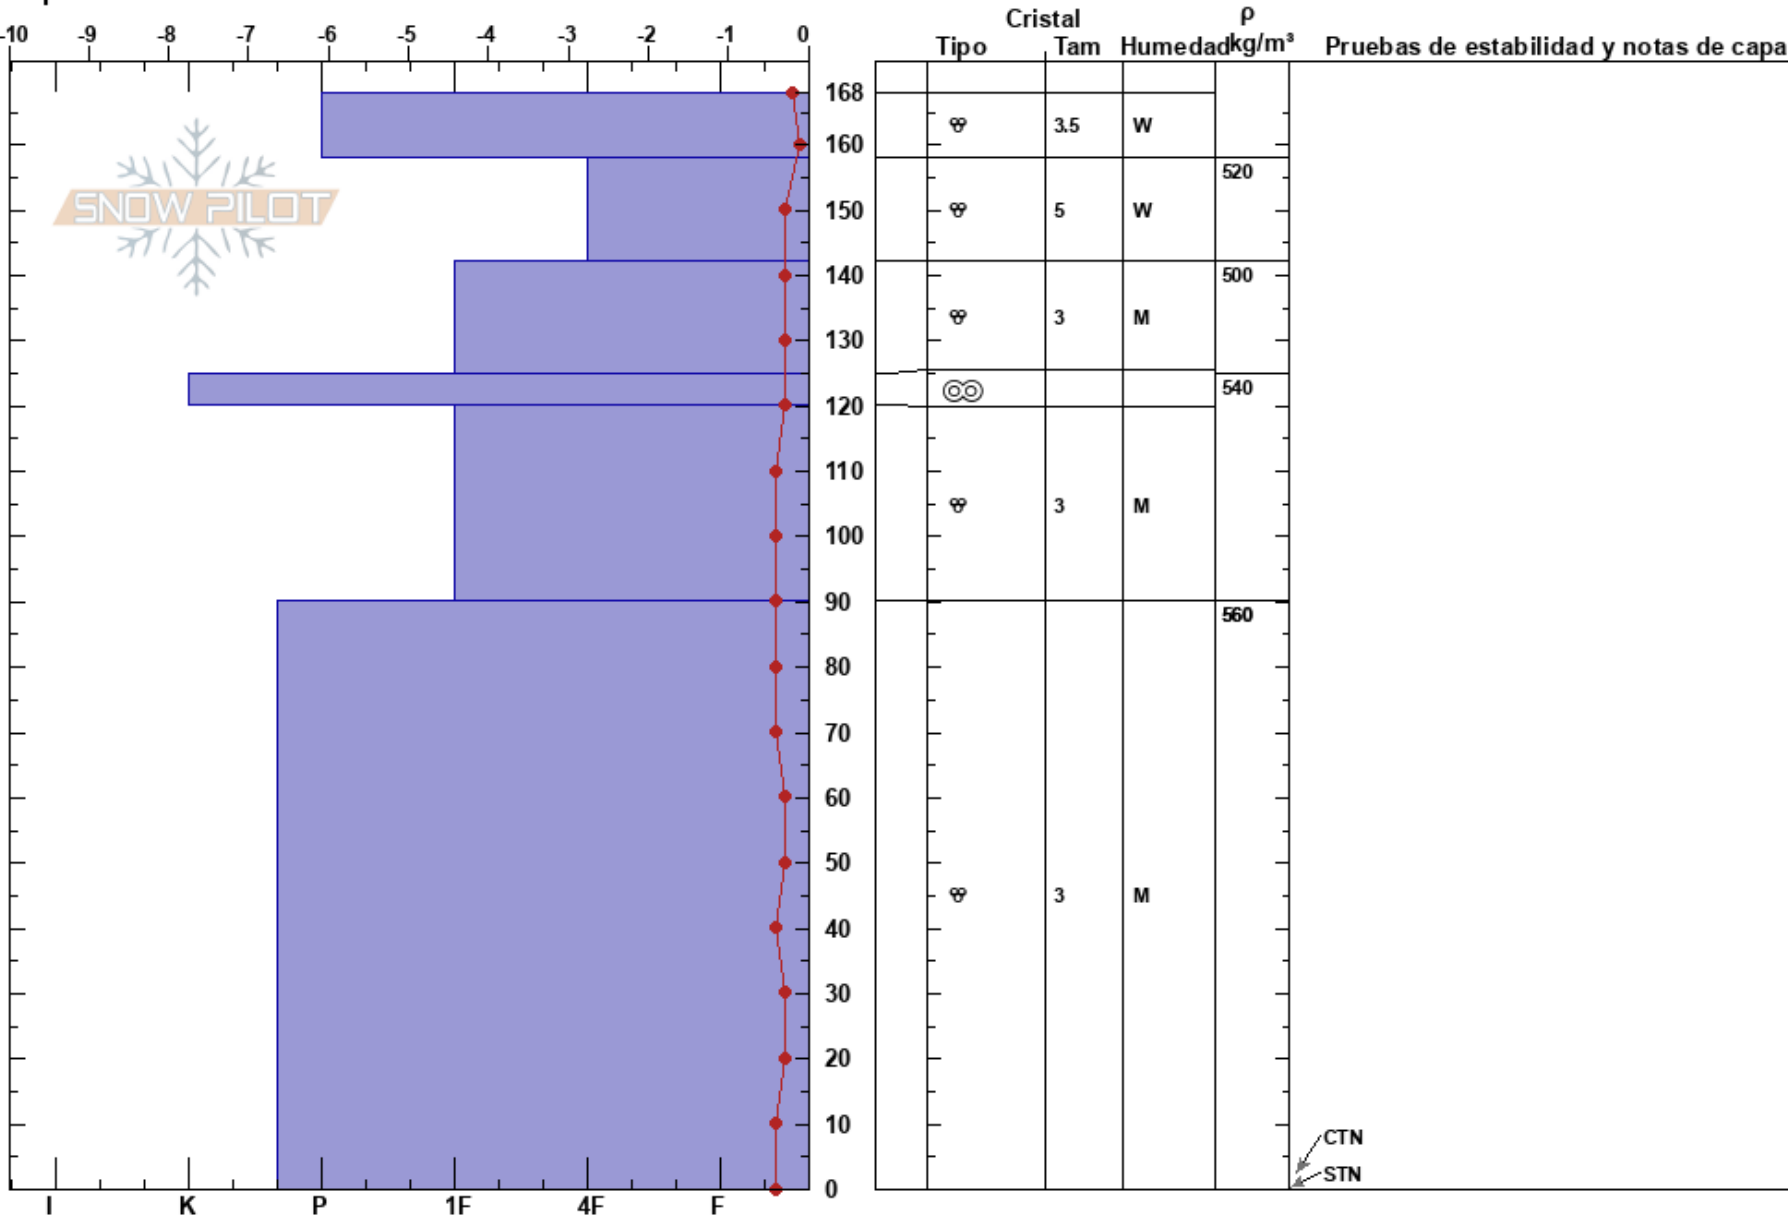 Cristal ρ
-10 -9 -8 -7 -6 -5 -4 -3 -2 -1 0 Tipo Tam Humedad kg/m³ Pruebas de estabilidad y notas de capa
168
3.5 W
160
520
SNOW PILOT
150 5 W
140 500
130 3 M
540
120
110
100 3 M
90
560
80
70
60
50
40 3 M
30
20
10
CTN
STN
0
I K P 1F 4F F